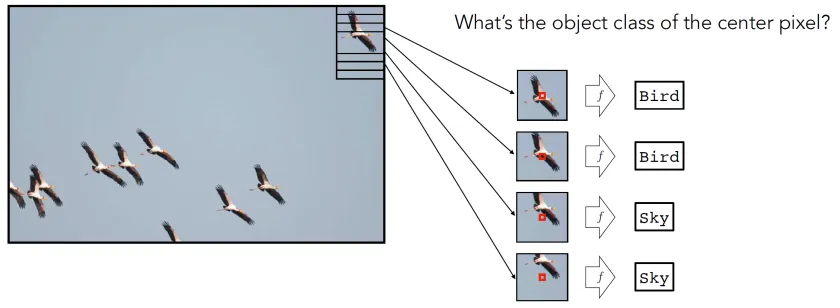 What's the object class of the center pixel?
f
Bird
f
Bird
f
Sky
f
Sky